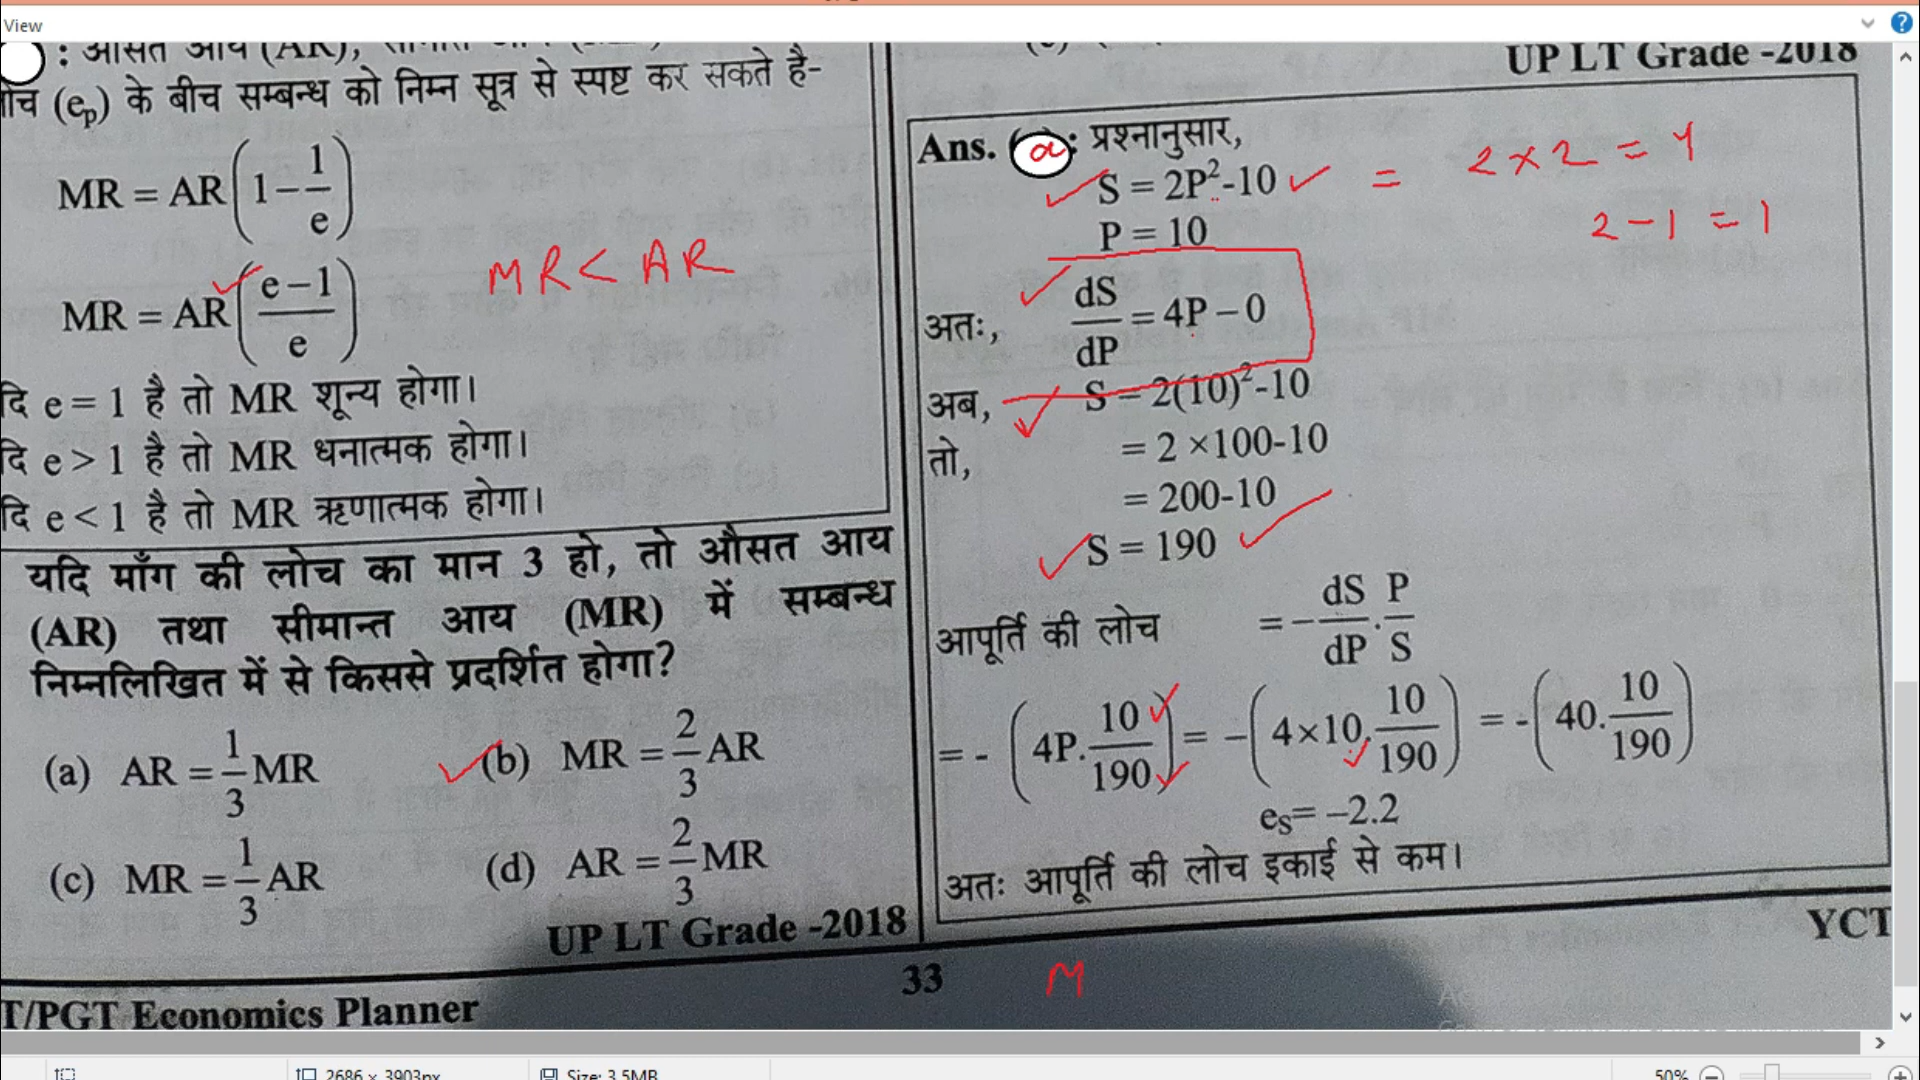 View
: औसत आय (AR),
(e_p) के बीच सम्बन्ध को निम्न सूत्र से स्पष्ट कर सकते है-
MR = AR(1 - 1/e)
MR = AR((e-1)/e)
MR < AR
e = 1 है तो MR शून्य होगा।
e > 1 है तो MR धनात्मक होगा।
e < 1 है तो MR ऋणात्मक होगा।
यदि माँग की लोच का मान 3 हो, तो औसत आय
(AR) तथा सीमान्त आय (MR) में सम्बन्ध
निम्नलिखित में से किससे प्रदर्शित होगा?
(a) AR = 1/3 MR
(b) MR = 2/3 AR
(c) MR = 1/3 AR
(d) AR = 2/3 MR
UP LT Grade -2018
UP LT Grade -2018
Ans. (a): प्रश्नानुसार,
S = 2P²-10 = 2 × 2 = 4
2 - 1 = 1
P = 10
अतः, dS/dP = 4P - 0
अब, S = 2(10)²-10
तो, = 2 ×100-10
= 200-10
S = 190
आपूर्ति की लोच = - dS/dP . P/S
= - (4P. 10/190) = -(4×10. 10/190) = -(40. 10/190)
e_s = -2.2
अतः आपूर्ति की लोच इकाई से कम।
33
M
YCT
T/PGT Economics Planner
2686 × 3903px
Size: 3.5MB
50%